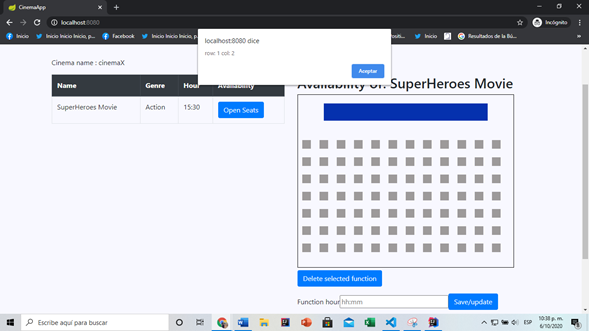 CinemaApp
localhost:8080
Incógnito
Inicio
Inicio Inicio Inicio, p...
Facebook
Inicio Inicio Inici
Positi...
Inicio
Resultados de la Bú...
localhost:8080 dice
row: 1 col: 2
Aceptar
Cinema name : cinemaX
Name Genre Hour Availability
SuperHeroes Movie Action 15:30 Open Seats
Availability of: SuperHeroes Movie
Delete selected function
Function hour hh:mm Save/update
Escribe aquí para buscar
ESP
10:38 p. m.
6/10/2020